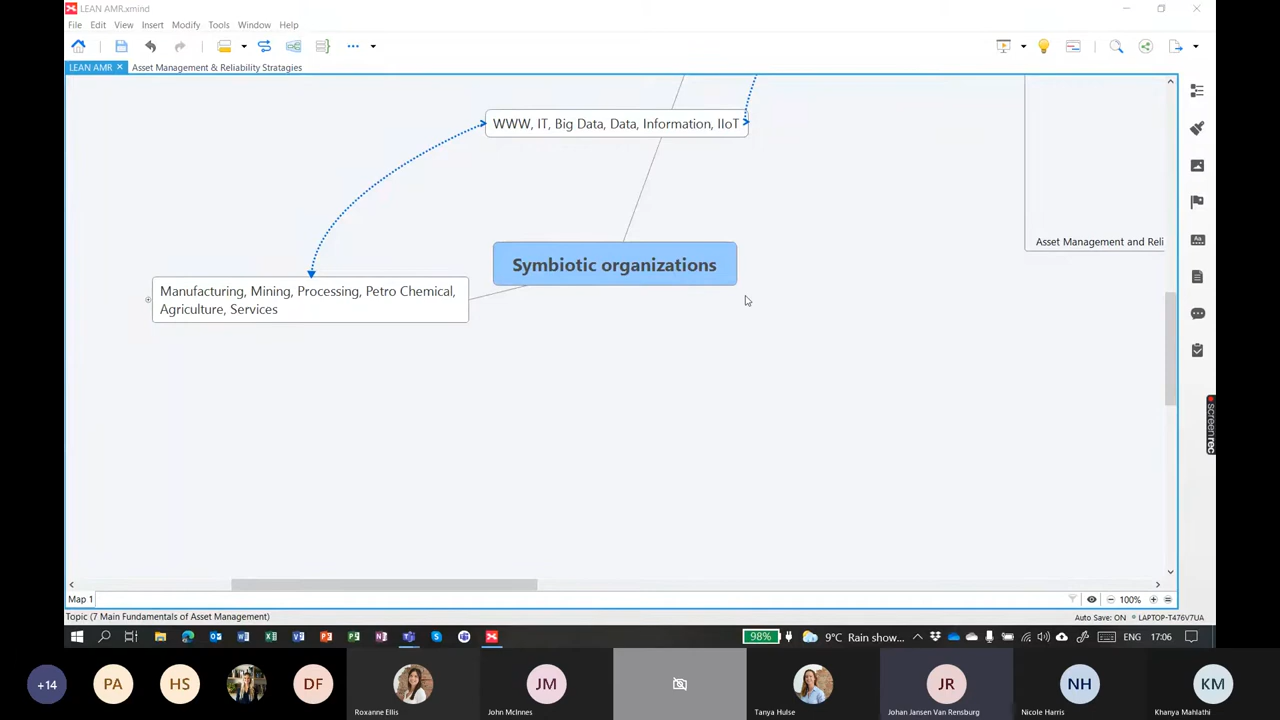 LEAN AMR.xmind
File Edit View Insert Modify Tools Window Help
LEAN AMR Asset Management & Reliability Stratagies
WWW, IT, Big Data, Data, Information, IIoT
Asset Management and Reli
Symbiotic organizations
Manufacturing, Mining, Processing, Petro Chemical,
Agriculture, Services
screenrec
Map 1
100%
Topic (7 Main Fundamentals of Asset Management)
Auto Save: ON LAPTOP-T476V7UA
98% 9°C Rain show... ENG 17:06
+14 PA HS DF JM JR NH KM
Roxanne Ellis John McInnes Tanya Hulse Johan Jansen Van Rensburg Nicole Harris Khanya Mahlathi